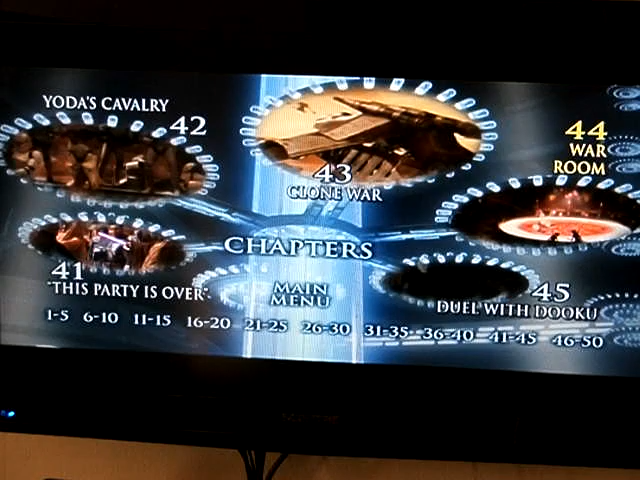 YODA'S CAVALRY
42
43
CLONE WAR
44
WAR
ROOM
CHAPTERS
41
"THIS PARTY IS OVER"
MAIN
MENU
45
DUEL WITH DOOKU
1-5 6-10 11-15 16-20 21-25 26-30 31-35 36-40 41-45 46-50